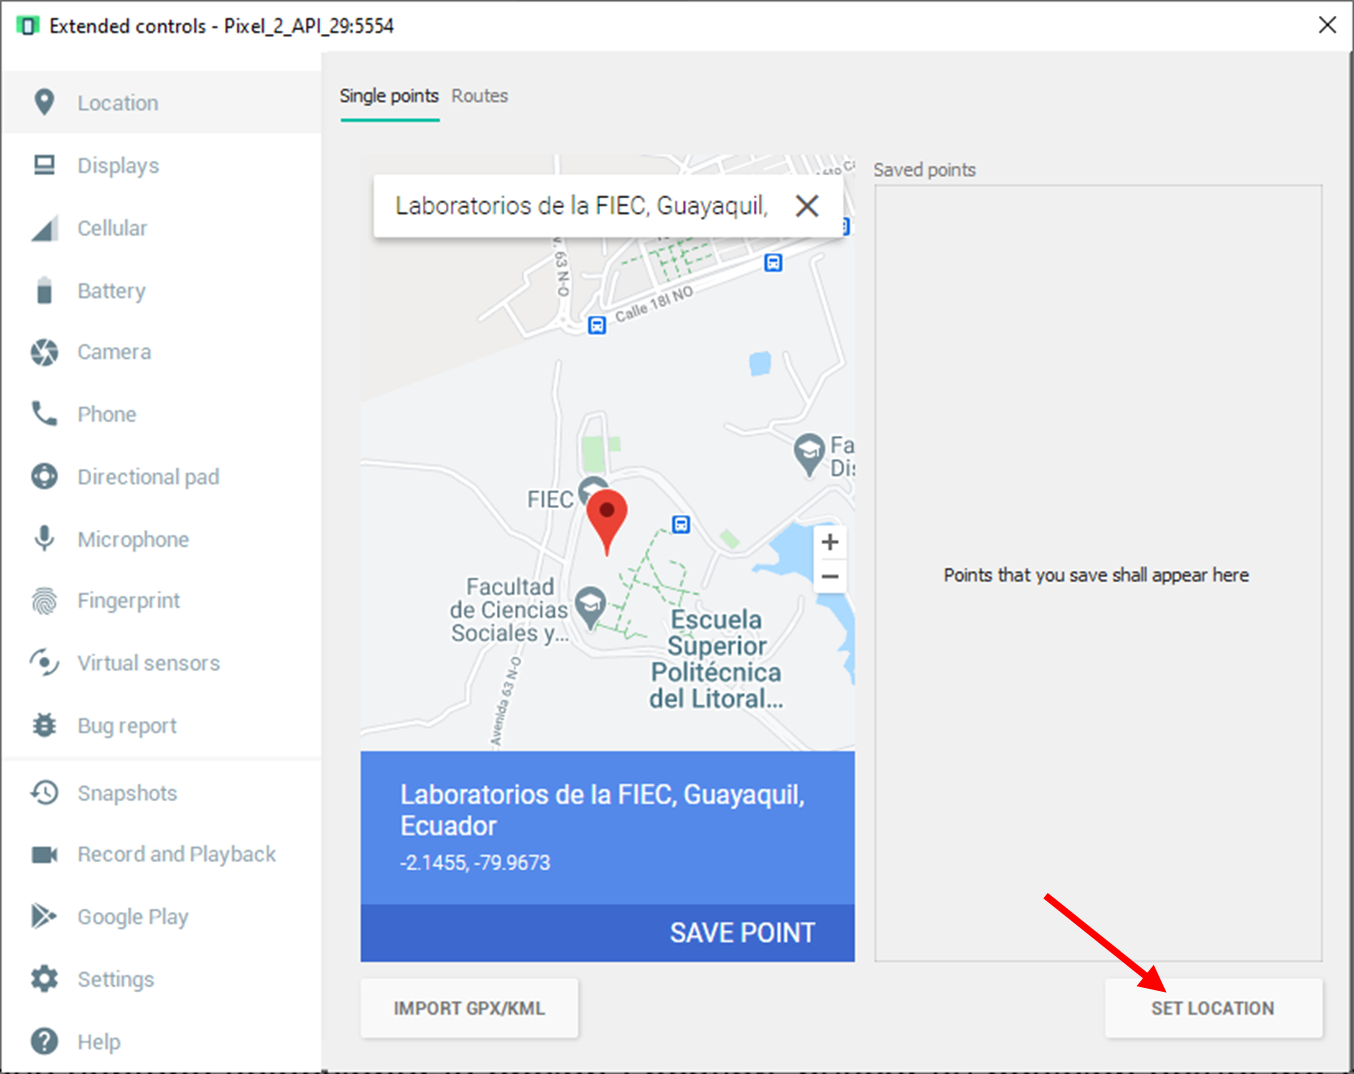 Extended controls - Pixel_2_API_29:5554
Location
Displays
Cellular
Battery
Camera
Phone
Directional pad
Microphone
Fingerprint
Virtual sensors
Bug report
Snapshots
Record and Playback
Google Play
Settings
Help
Single points
Routes
Laboratorios de la FIEC, Guayaquil,
63 N-O
Calle 18I NO
Fa
Di
FIEC
Facultad
de Ciencias
Sociales y...
Escuela
Superior
Politécnica
del Litoral...
Avenida 63 N-O
+
−
Laboratorios de la FIEC, Guayaquil,
Ecuador
-2.1455, -79.9673
SAVE POINT
IMPORT GPX/KML
Saved points
Points that you save shall appear here
SET LOCATION